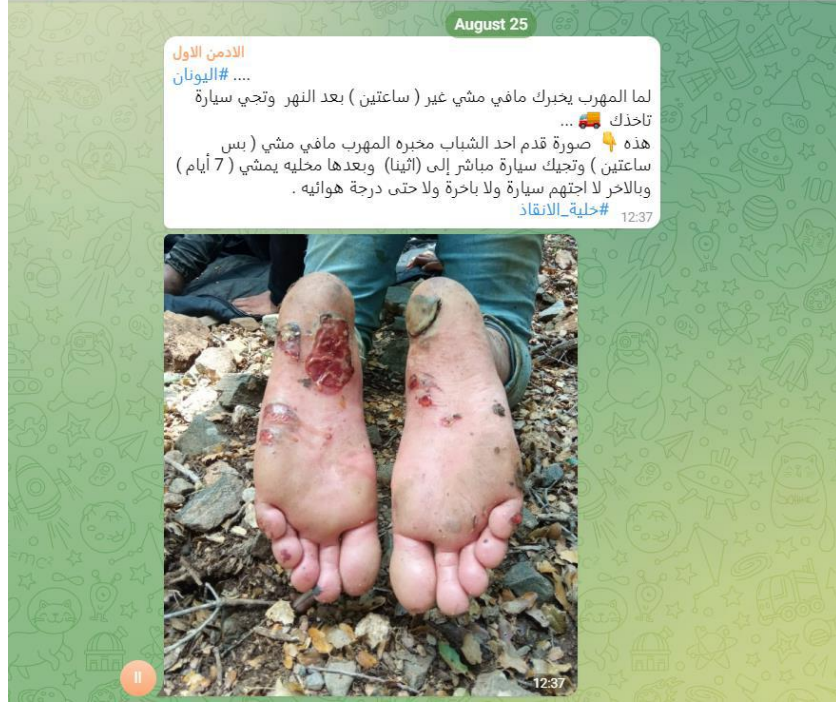 August 25
الادمن الاول
.... #اليونان
لما المهرب يخبرك مافي مشي غير ( ساعتين ) بعد النهر وتجي سيارة
تاخذك 🚚 ...
هذه 👇 صورة قدم احد الشباب مخبره المهرب مافي مشي ( بس
ساعتين ) وتجيك سيارة مباشر إلى (اثينا) وبعدها مخليه يمشي ( 7 أيام )
وبالاخر لا اجتهم سيارة ولا باخرة ولا حتى درجة هوائيه .
#خلية_الانقاذ
12:37
12:37